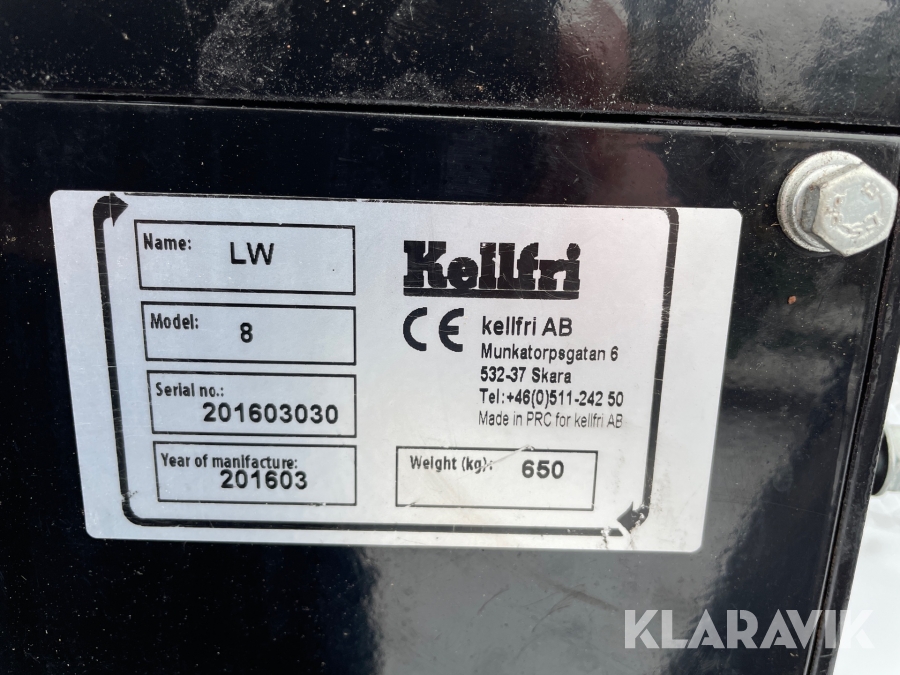 Name: LW
Model: 8
Serial no.: 201603030
Year of manifacture: 201603
Kellfri
CE kellfri AB
Munkatorpsgatan 6
532-37 Skara
Tel:+46(0)511-242 50
Made in PRC for kellfri AB
Weight (kg): 650
KLARAVIK